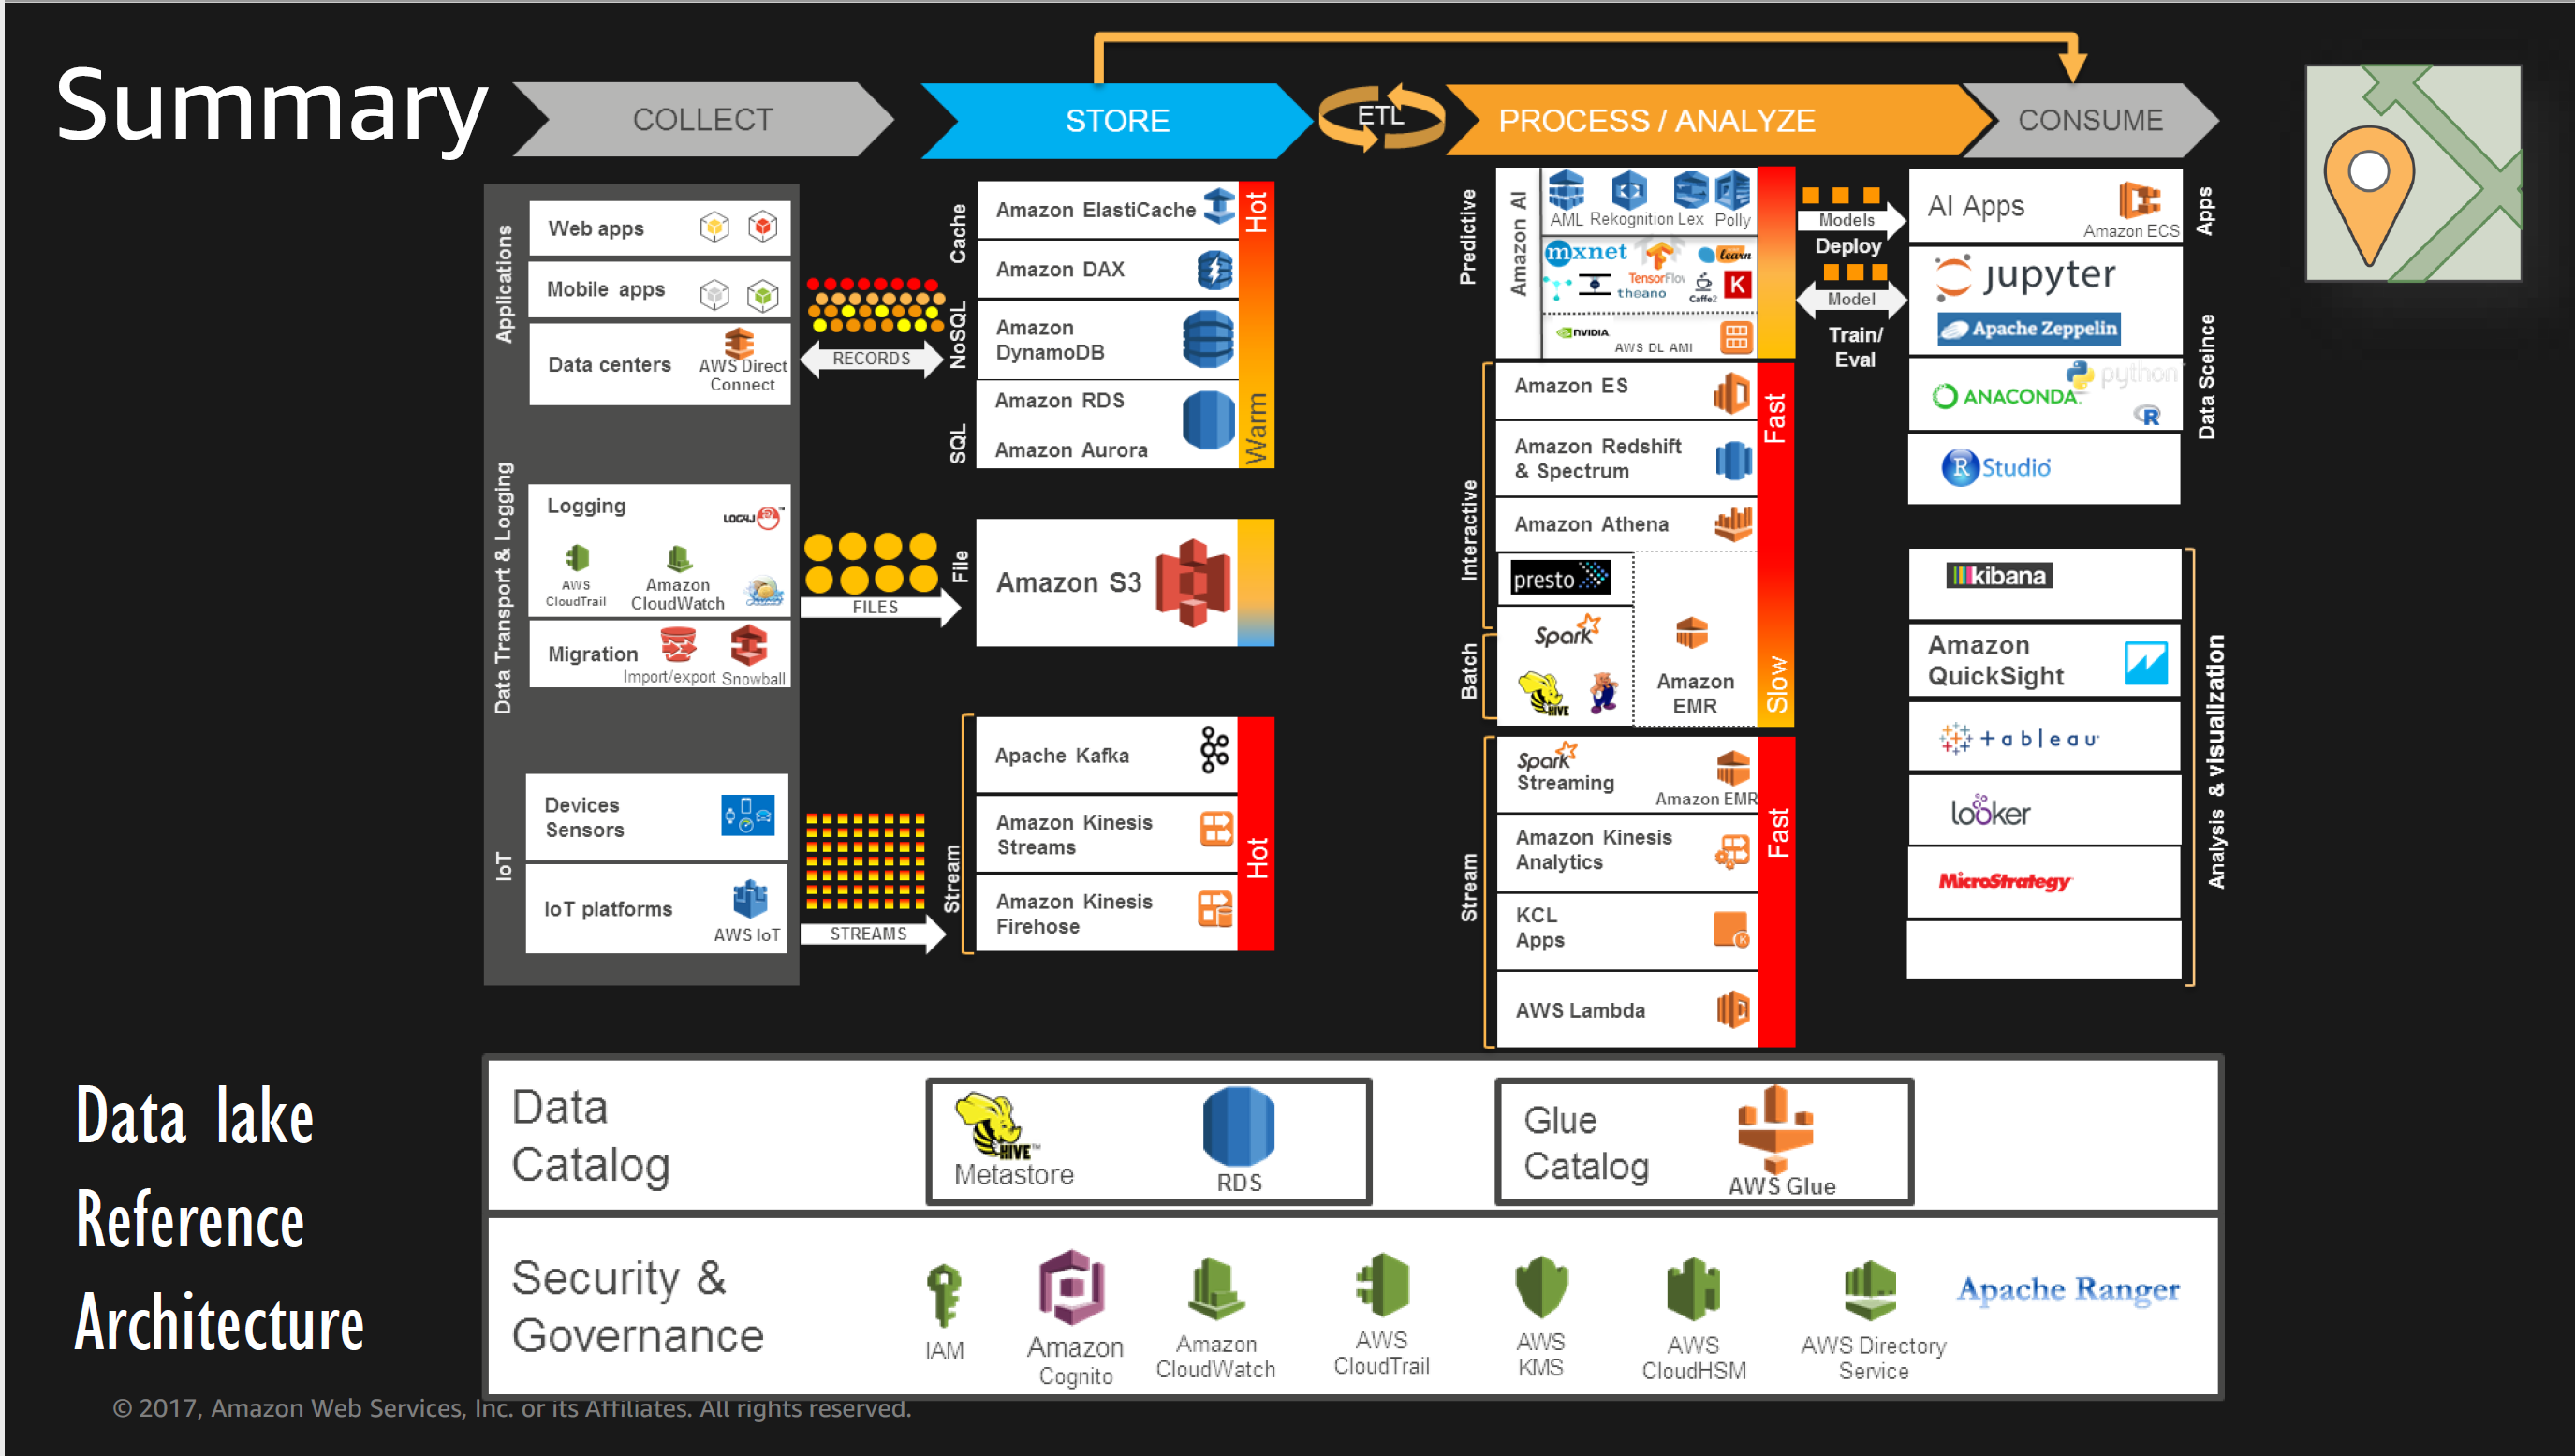 Summary
COLLECT
STORE
ETL
PROCESS / ANALYZE
CONSUME
Applications
Web apps
Mobile apps
Data centers
AWS Direct
Connect
Data Transport & Logging
Logging
LOG4J
AWS
CloudTrail
Amazon
CloudWatch
Migration
Import/export
Snowball
IoT
Devices
Sensors
IoT platforms
AWS IoT
RECORDS
FILES
STREAMS
Cache
Amazon ElastiCache
Amazon DAX
NoSQL
Amazon
DynamoDB
SQL
Amazon RDS
Amazon Aurora
Hot
Warm
File
Amazon S3
Stream
Apache Kafka
Amazon Kinesis
Streams
Amazon Kinesis
Firehose
Hot
Predictive
Amazon AI
AML
Rekognition
Lex
Polly
mxnet
TensorFlow
learn
theano
Caffe2
K
NVIDIA
AWS DL AMI
Interactive
Amazon ES
Amazon Redshift
& Spectrum
Amazon Athena
presto
Batch
Spark
HIVE
Amazon
EMR
Fast
Slow
Stream
Spark
Streaming
Amazon EMR
Amazon Kinesis
Analytics
KCL
Apps
AWS Lambda
Fast
Models
Deploy
Model
Train/
Eval
AI Apps
Amazon ECS
Apps
jupyter
Apache Zeppelin
python
ANACONDA.
R
R Studio
Data Sceince
kibana
Amazon
QuickSight
+ableau
looker
MicroStrategy
Analysis & visualization
Data lake
Reference
Architecture
Data
Catalog
HIVE
Metastore
RDS
Glue
Catalog
AWS Glue
Security &
Governance
IAM
Amazon
Cognito
Amazon
CloudWatch
AWS
CloudTrail
AWS
KMS
AWS
CloudHSM
AWS Directory
Service
Apache Ranger
© 2017, Amazon Web Services, Inc. or its Affiliates. All rights reserved.